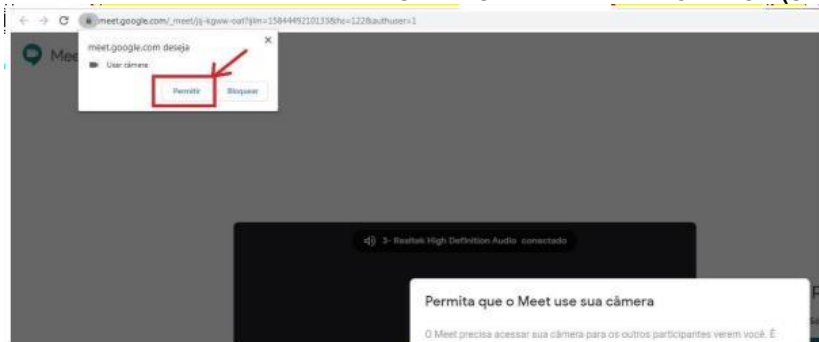 meet.google.com/_meet/jij-kgww-oat?ijlm=1584449210133&hs=122&authuser=1
Mee
meet.google.com deseja
Usar câmera
Permitir
Bloquear
3- Realtek High Definition Audio conectado
Permita que o Meet use sua câmera
O Meet precisa acessar sua câmera para os outros participantes verem você. É